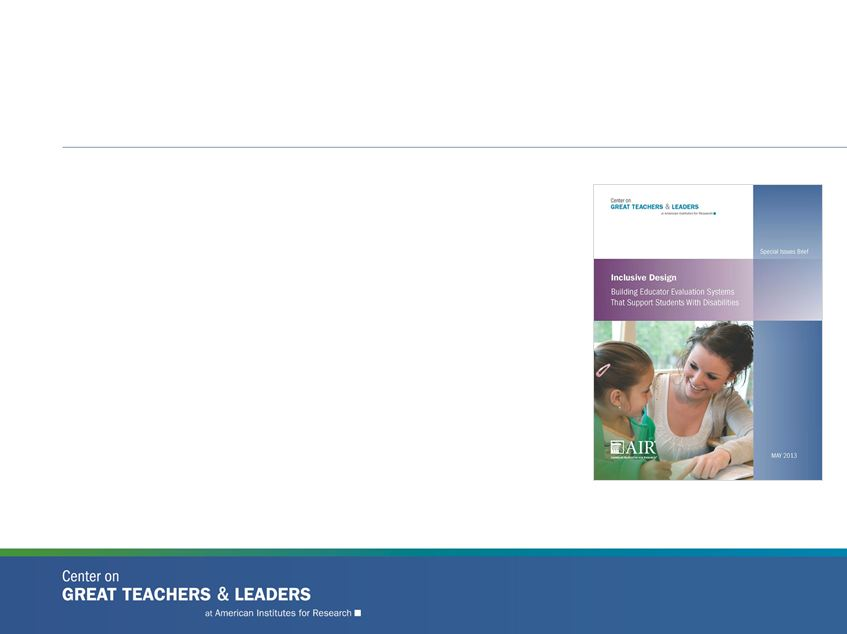 Center on
GREAT TEACHERS & LEADERS
at American Institutes for Research
Special Issues Brief
Inclusive Design
Building Educator Evaluation Systems
That Support Students With Disabilities
AIR
MAY 2013
Center on
GREAT TEACHERS & LEADERS
at American Institutes for Research